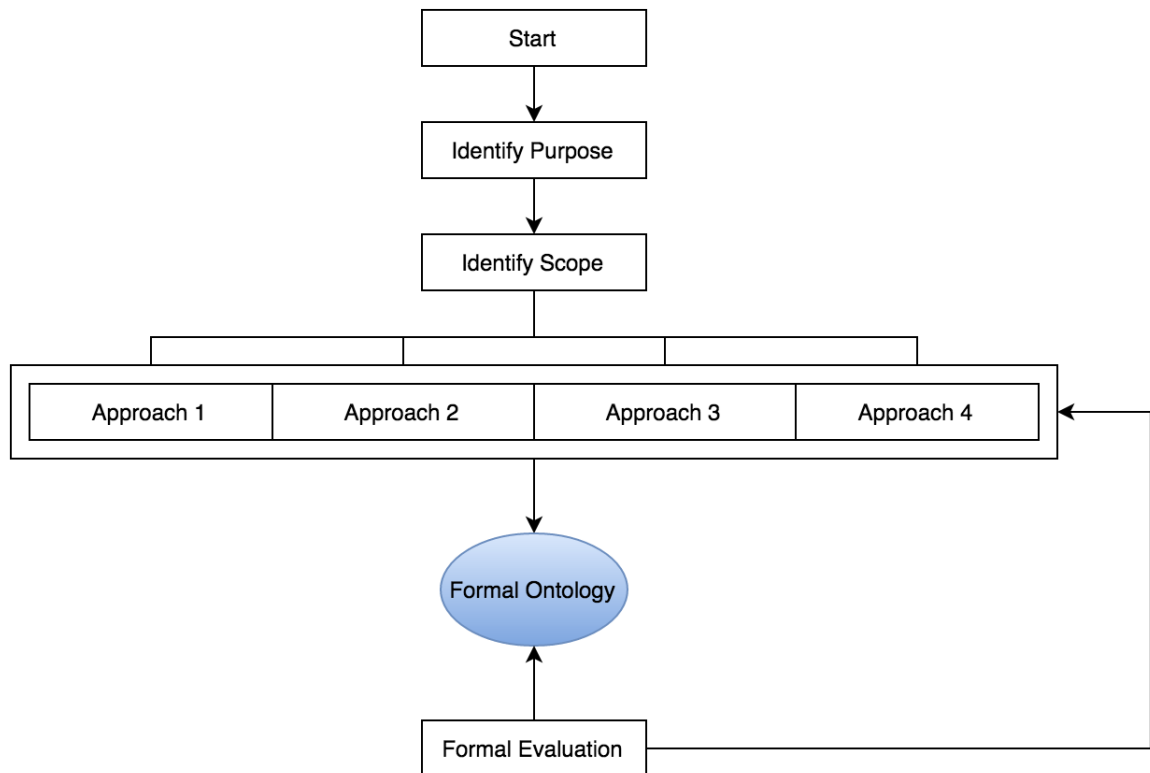 Start
Identify Purpose
Identify Scope
Approach 1
Approach 2
Approach 3
Approach 4
Formal Ontology
Formal Evaluation